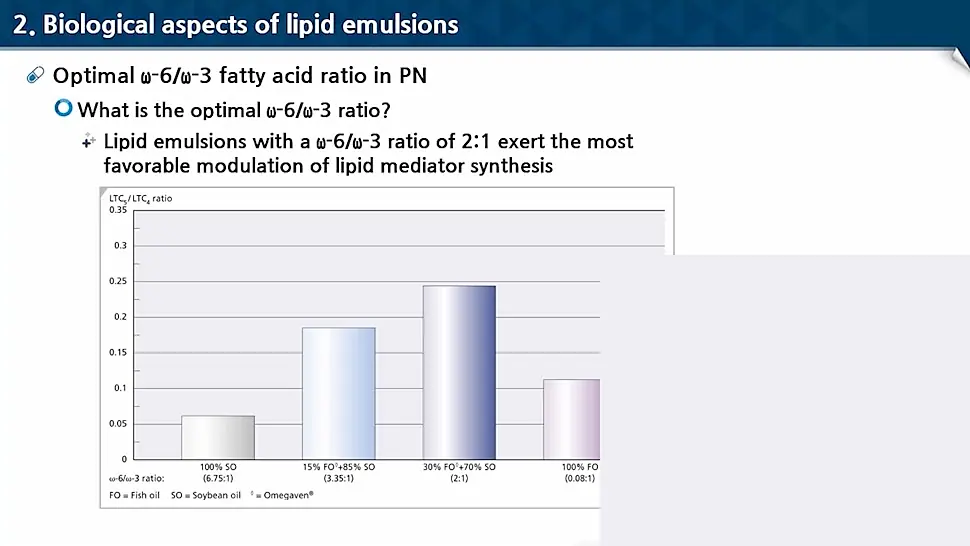 2. Biological aspects of lipid emulsions
Optimal ω-6/ω-3 fatty acid ratio in PN
What is the optimal ω-6/ω-3 ratio?
Lipid emulsions with a ω-6/ω-3 ratio of 2:1 exert the most
favorable modulation of lipid mediator synthesis
LTC₅/LTC₄ ratio
0.35
0.3
0.25
0.2
0.15
0.1
0.05
0
100% SO 15% FO⁺+85% SO 30% FO⁺+70% SO 100% FO
ω-6/ω-3 ratio: (6.75:1) (3.35:1) (2:1) (0.08:1)
FO = Fish oil SO = Soybean oil ⁺ = Omegaven®